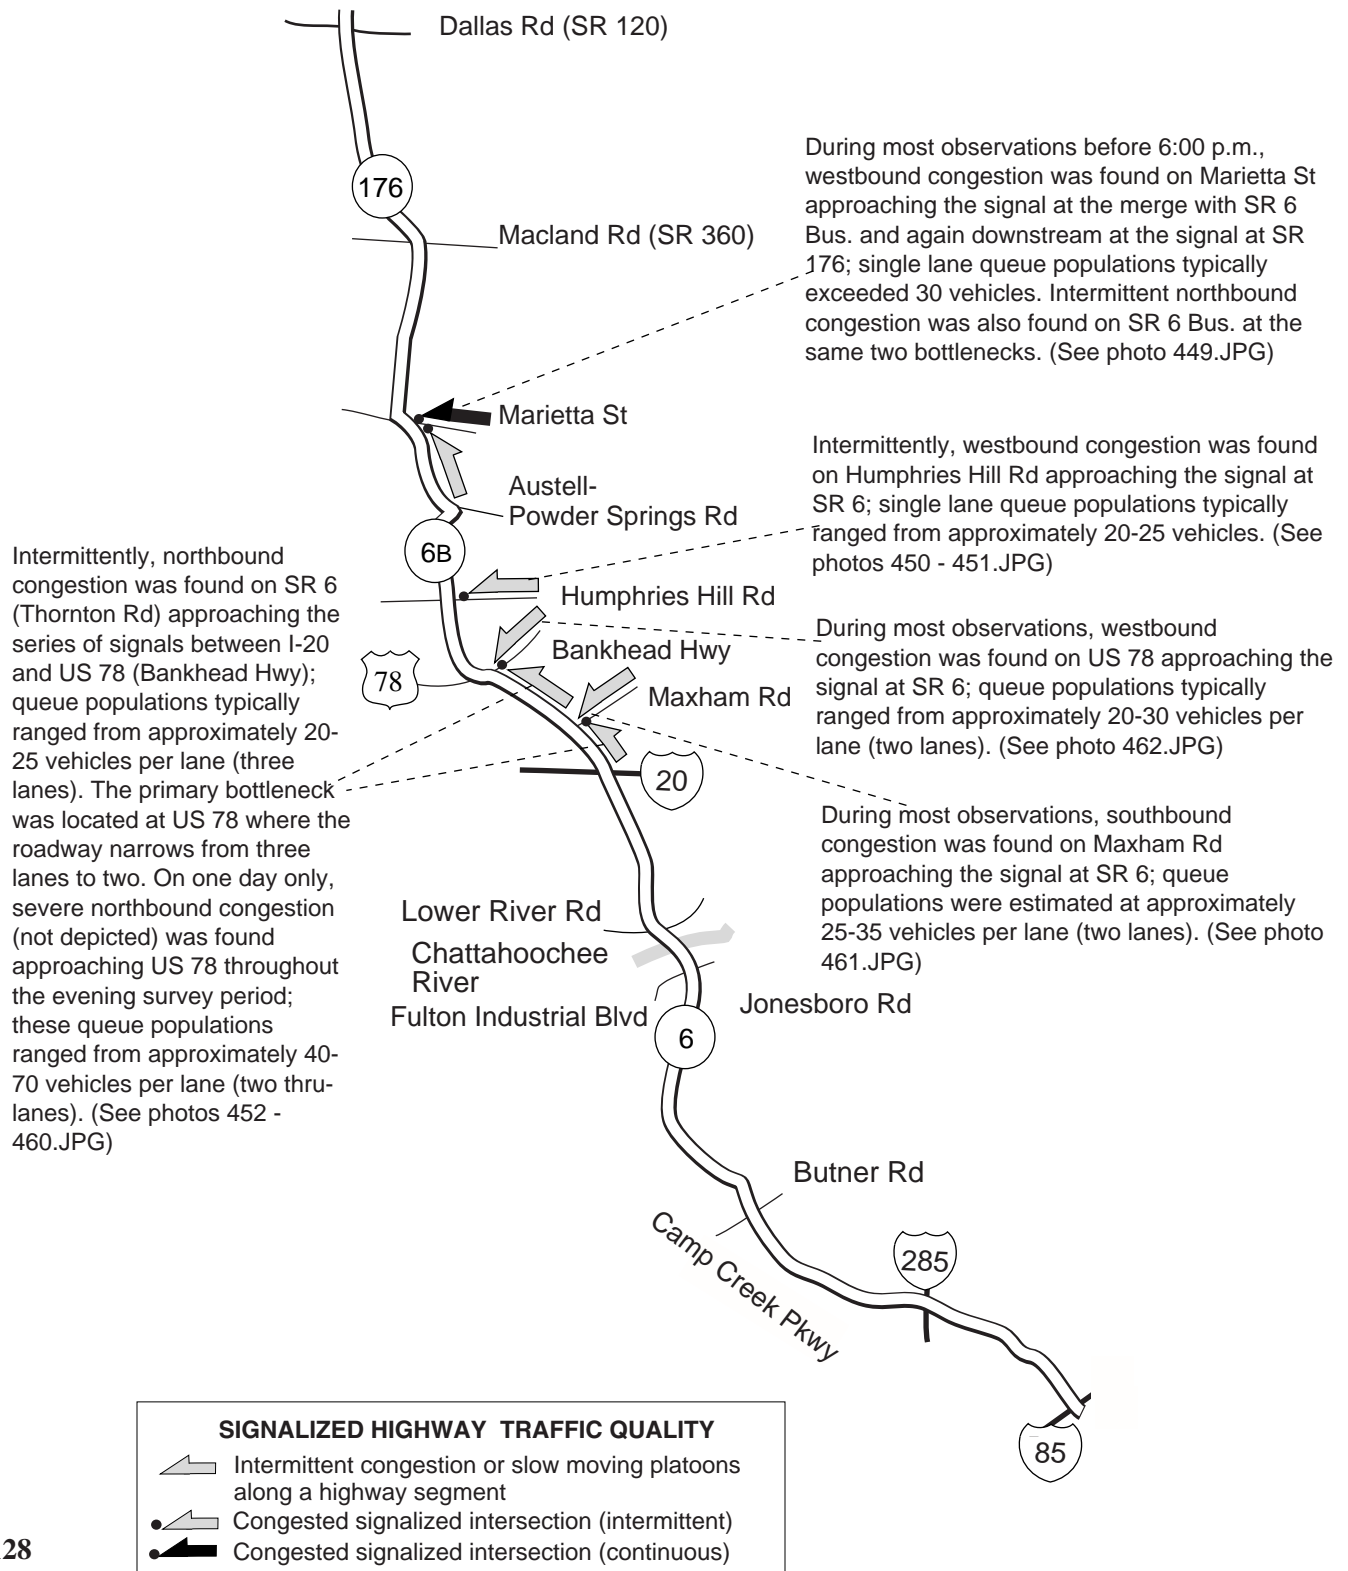 Dallas Rd (SR 120)
During most observations before 6:00 p.m.,
westbound congestion was found on Marietta St
approaching the signal at the merge with SR 6
Bus. and again downstream at the signal at SR
176; single lane queue populations typically
exceeded 30 vehicles. Intermittent northbound
congestion was also found on SR 6 Bus. at the
same two bottlenecks. (See photo 449.JPG)
176
Macland Rd (SR 360)
Marietta St
Intermittently, westbound congestion was found
on Humphries Hill Rd approaching the signal at
SR 6; single lane queue populations typically
ranged from approximately 20-25 vehicles. (See
photos 450 - 451.JPG)
Austell-
Powder Springs Rd
6B
Intermittently, northbound
congestion was found on SR 6
(Thornton Rd) approaching the
series of signals between I-20
and US 78 (Bankhead Hwy);
queue populations typically
ranged from approximately 20-
25 vehicles per lane (three
lanes). The primary bottleneck
was located at US 78 where the
roadway narrows from three
lanes to two. On one day only,
severe northbound congestion
(not depicted) was found
approaching US 78 throughout
the evening survey period;
these queue populations
ranged from approximately 40-
70 vehicles per lane (two thru-
lanes). (See photos 452 -
460.JPG)
Humphries Hill Rd
During most observations, westbound
congestion was found on US 78 approaching the
signal at SR 6; queue populations typically
ranged from approximately 20-30 vehicles per
lane (two lanes). (See photo 462.JPG)
Bankhead Hwy
78
Maxham Rd
20
During most observations, southbound
congestion was found on Maxham Rd
approaching the signal at SR 6; queue
populations were estimated at approximately
25-35 vehicles per lane (two lanes). (See photo
461.JPG)
Lower River Rd
Chattahoochee
River
Fulton Industrial Blvd
Jonesboro Rd
6
Butner Rd
Camp Creek Pkwy
285
85
SIGNALIZED HIGHWAY TRAFFIC QUALITY
Intermittent congestion or slow moving platoons
along a highway segment
Congested signalized intersection (intermittent)
Congested signalized intersection (continuous)
28